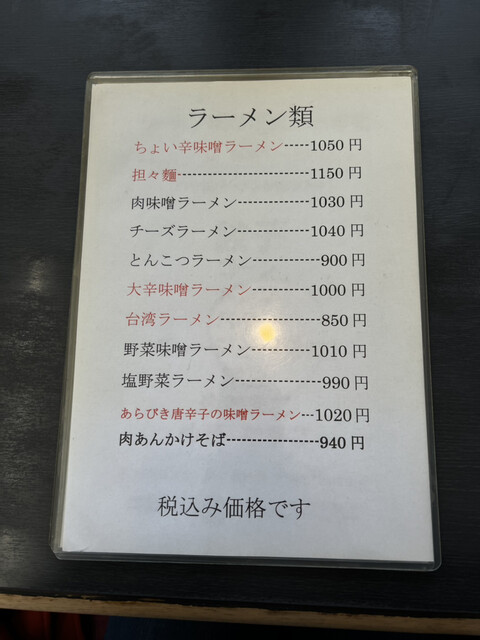 ラーメン類
ちょい辛味噌ラーメン-----1050円
担々麺--------------------------1150円
肉味噌ラーメン--------------1030円
チーズラーメン--------------1040円
とんこつラーメン---------------900円
大辛味噌ラーメン------------1000円
台湾ラーメン--------------------850円
野菜味噌ラーメン------------1010円
塩野菜ラーメン-----------------990円
あらびき唐辛子の味噌ラーメン---1020円
肉あんかけそば-------------------940円
税込み価格です